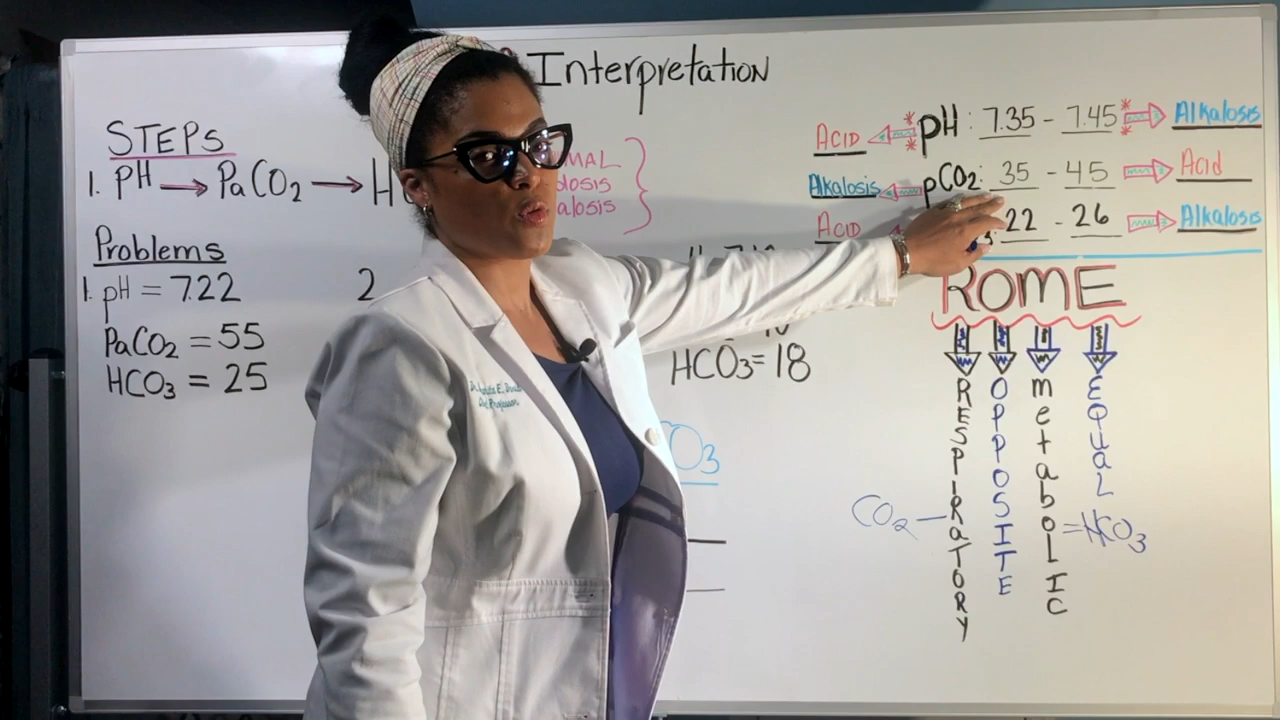 Interpretation
STEPS
1. pH → PaCO2 → H
Problems
1. pH = 7.22
PaCO2 = 55
HCO3 = 25
2
HCO3 = 18
O3
Acid pH: 7.35 - 7.45 Alkalosis
Alkalosis pCO2: 35 - 45 Acid
Acid 22 - 26 Alkalosis
ROME
RESPIRATORY
OPPOSITE
metabolIC
EQUAL
CO2 –
= HCO3